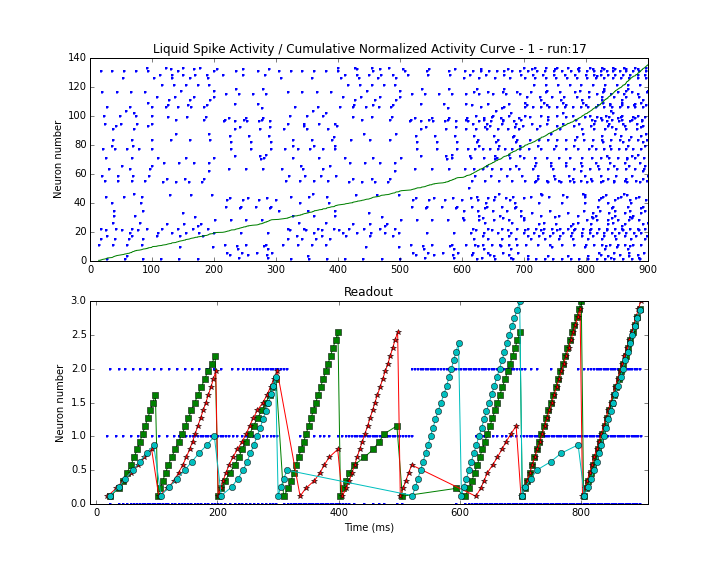 Liquid Spike Activity / Cumulative Normalized Activity Curve - 1 - run:17
140
120
100
80
60
40
20
0
Neuron number
0 100 200 300 400 500 600 700 800 900
Readout
3.0
2.5
2.0
1.5
1.0
0.5
0.0
Neuron number
0 200 400 600 800
Time (ms)